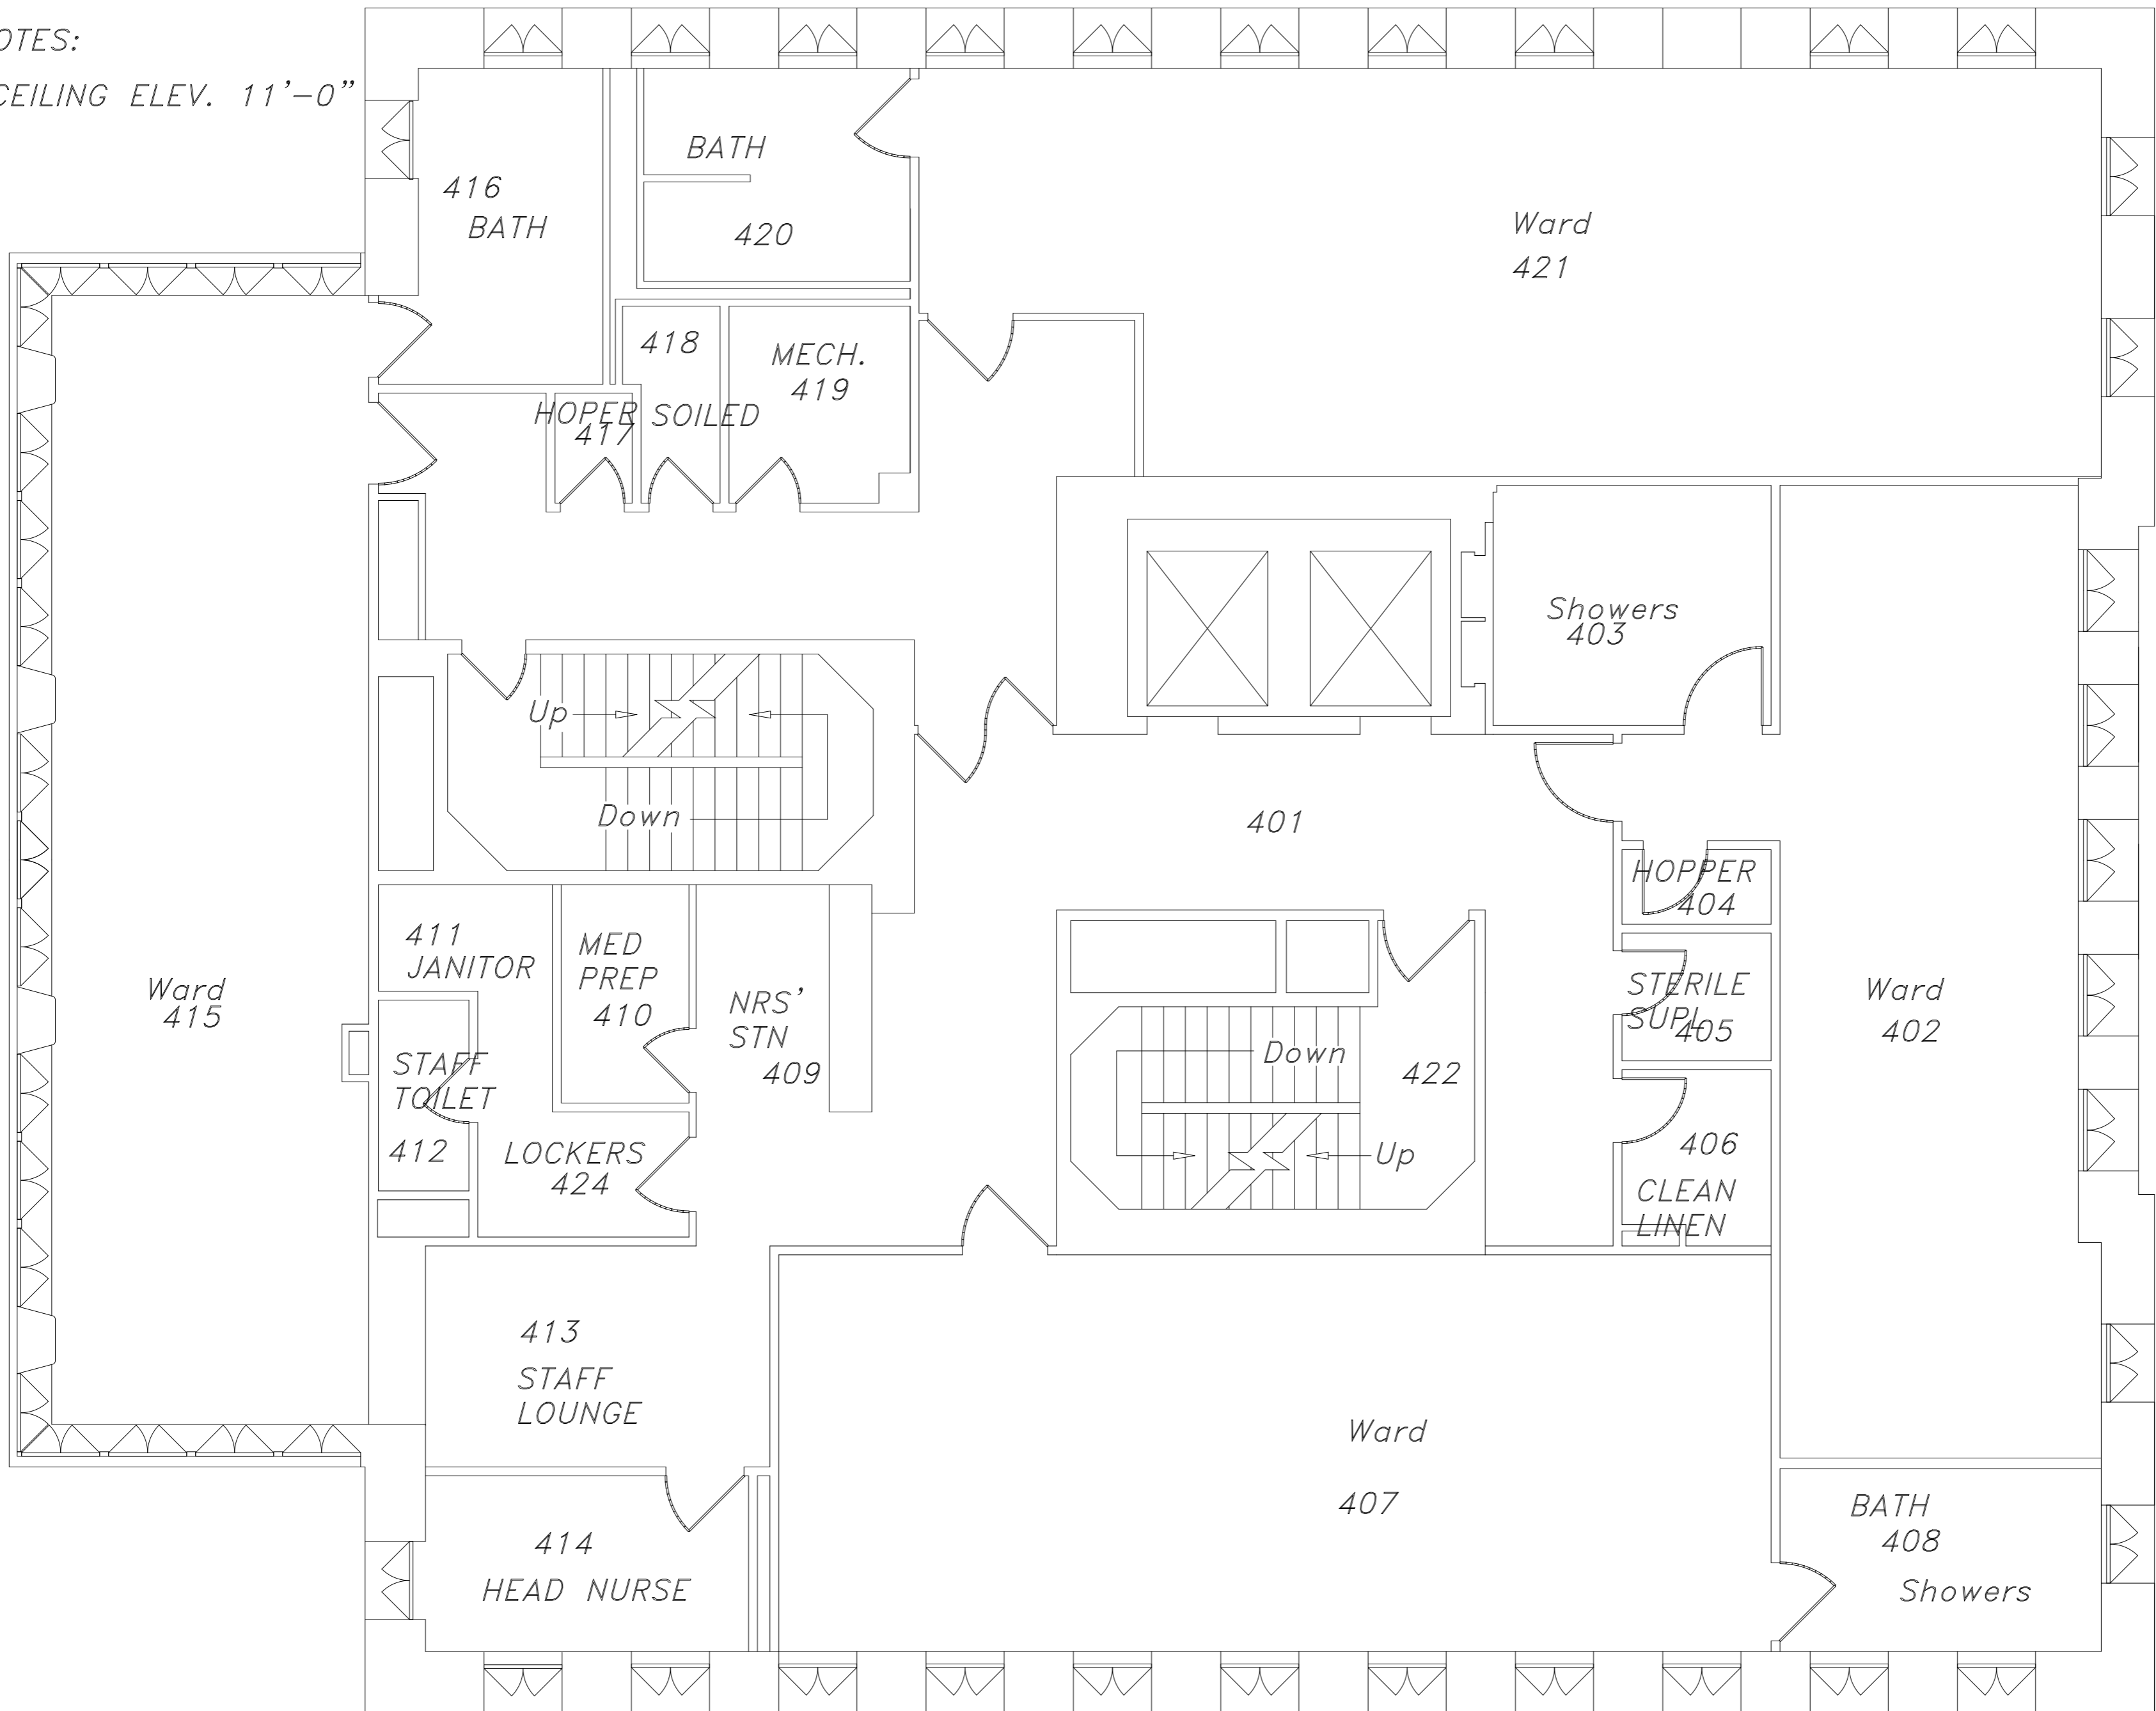 OTES:
CEILING ELEV. 11'-0"
BATH
416
BATH
420
Ward
421
418
MECH.
419
HOPER SOILED
417
Showers
403
Up
Down
401
HOPPER
404
411
JANITOR
MED
PREP
410
NRS'
STN
409
STERILE
SUPL
405
Ward
402
Ward
415
Down
422
Up
STAFF
TOILET
412
LOCKERS
424
406
CLEAN
LINEN
413
STAFF
LOUNGE
Ward
407
BATH
408
Showers
414
HEAD NURSE